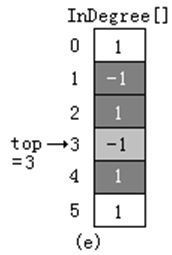 InDegree[]
0 1
1 -1
2 1
top→3 -1
=3
4 1
5 1
(e)